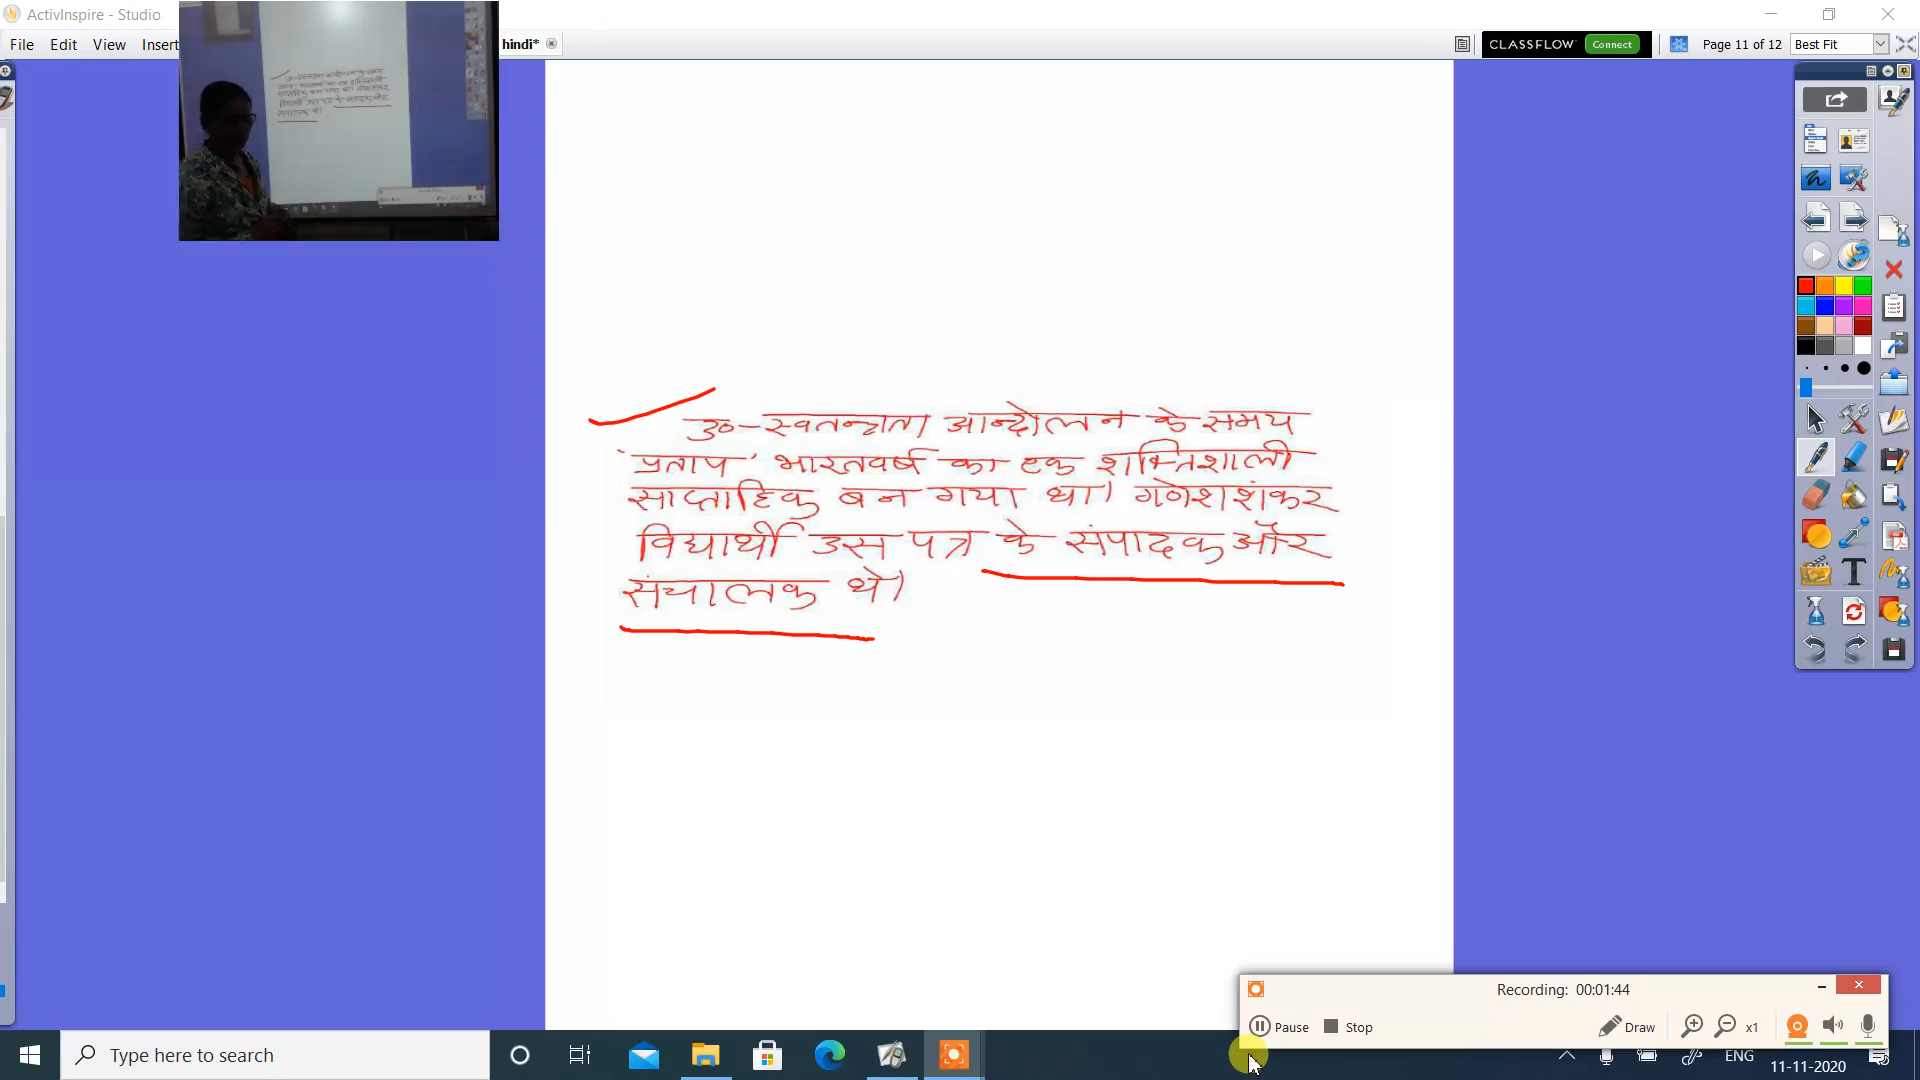 ActivInspire - Studio
File Edit View Insert
hindi*
CLASSFLOW Connect
Page 11 of 12
Best Fit
उ०-स्वतन्त्रता आन्दोलन के समय
'प्रताप' भारतवर्ष का एक शक्तिशाली
साप्ताहिक बन गया था। गणेशशंकर
विद्यार्थी उस पत्र के संपादक और
संचालक थे।
Recording: 00:01:44
Pause Stop Draw x1
Type here to search
ENG
11-11-2020